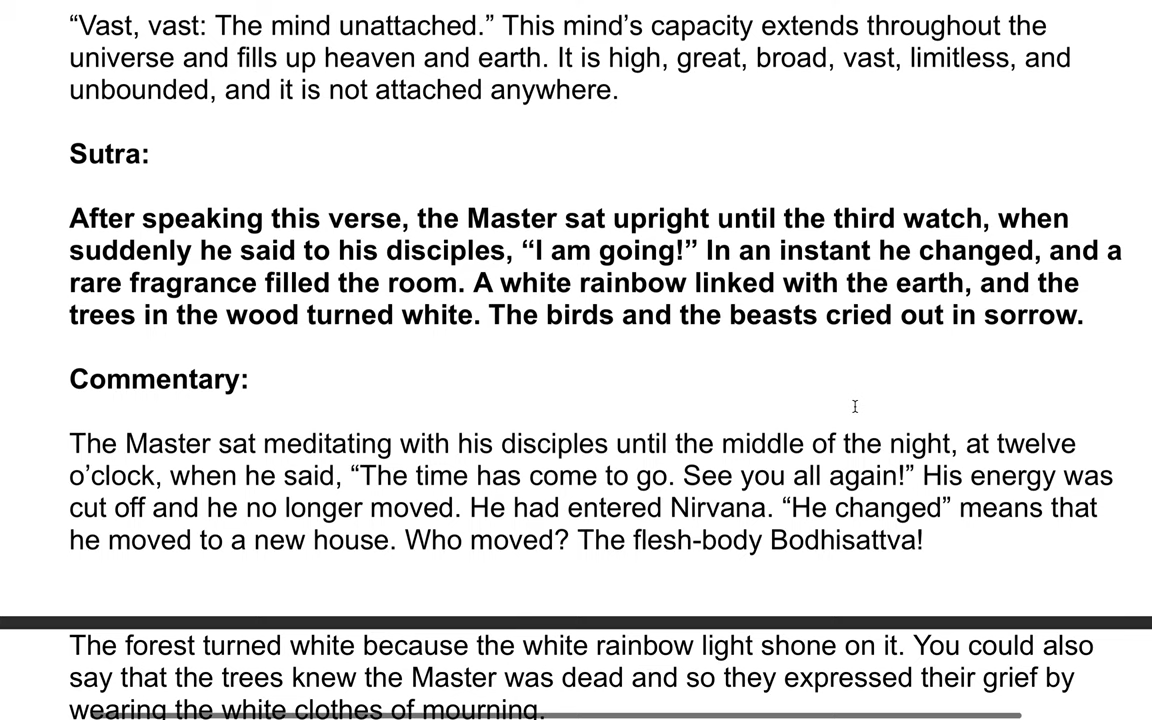 “Vast, vast: The mind unattached.” This mind’s capacity extends throughout the
universe and fills up heaven and earth. It is high, great, broad, vast, limitless, and
unbounded, and it is not attached anywhere.
Sutra:
After speaking this verse, the Master sat upright until the third watch, when
suddenly he said to his disciples, “I am going!” In an instant he changed, and a
rare fragrance filled the room. A white rainbow linked with the earth, and the
trees in the wood turned white. The birds and the beasts cried out in sorrow.
Commentary:
The Master sat meditating with his disciples until the middle of the night, at twelve
o’clock, when he said, “The time has come to go. See you all again!” His energy was
cut off and he no longer moved. He had entered Nirvana. “He changed” means that
he moved to a new house. Who moved? The flesh-body Bodhisattva!
The forest turned white because the white rainbow light shone on it. You could also
say that the trees knew the Master was dead and so they expressed their grief by
wearing the white clothes of mourning.